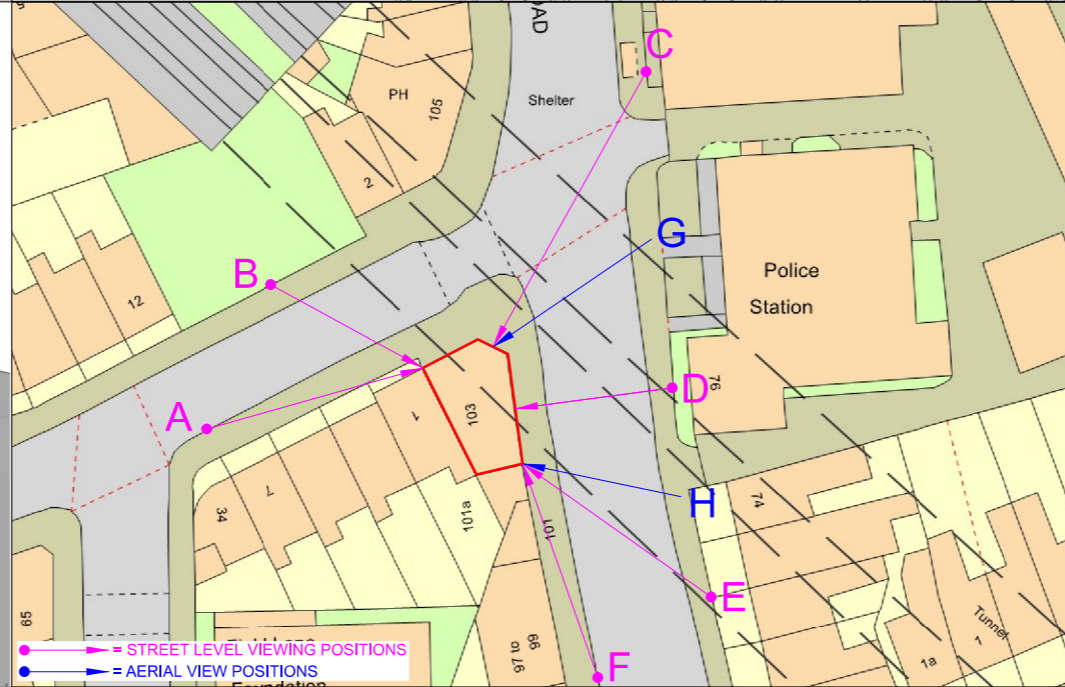 OAD
C
PH
105
Shelter
2
B
G
Police
Station
12
76
D
A
1
103
7
34
101a
101
H
74
E
65
99
97 to
F
Tunnel
1
1a
= STREET LEVEL VIEWING POSITIONS
= AERIAL VIEW POSITIONS
Foundation